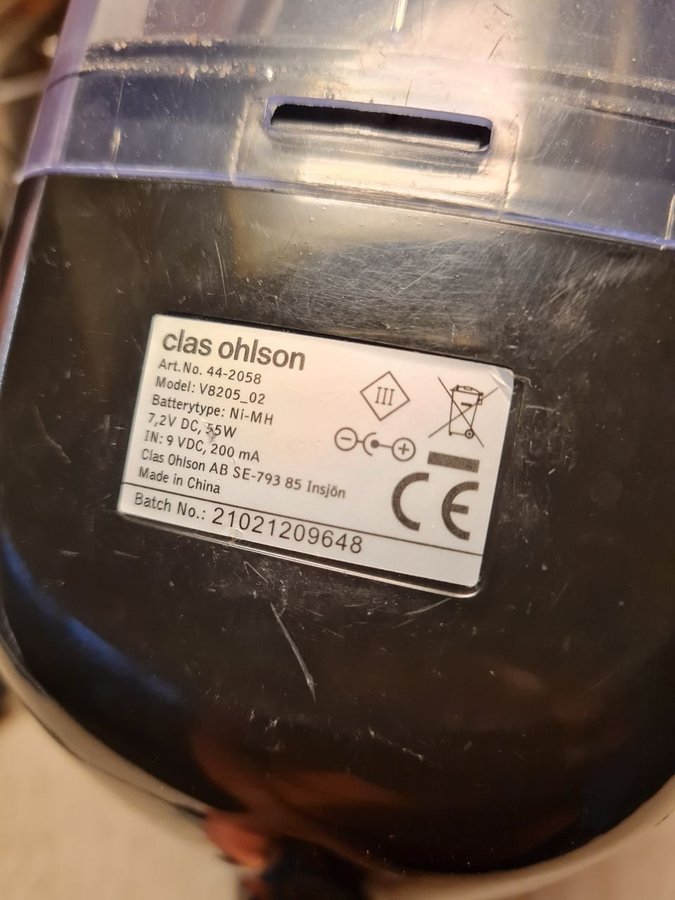 clas ohlson
Art.No. 44-2058
Model: V8205_02
Batterytype: Ni-MH
7,2V DC, 55W
IN: 9 VDC, 200 mA
Clas Ohlson AB SE-793 85 Insjön
Made in China
Batch No.: 21021209648
III
CE